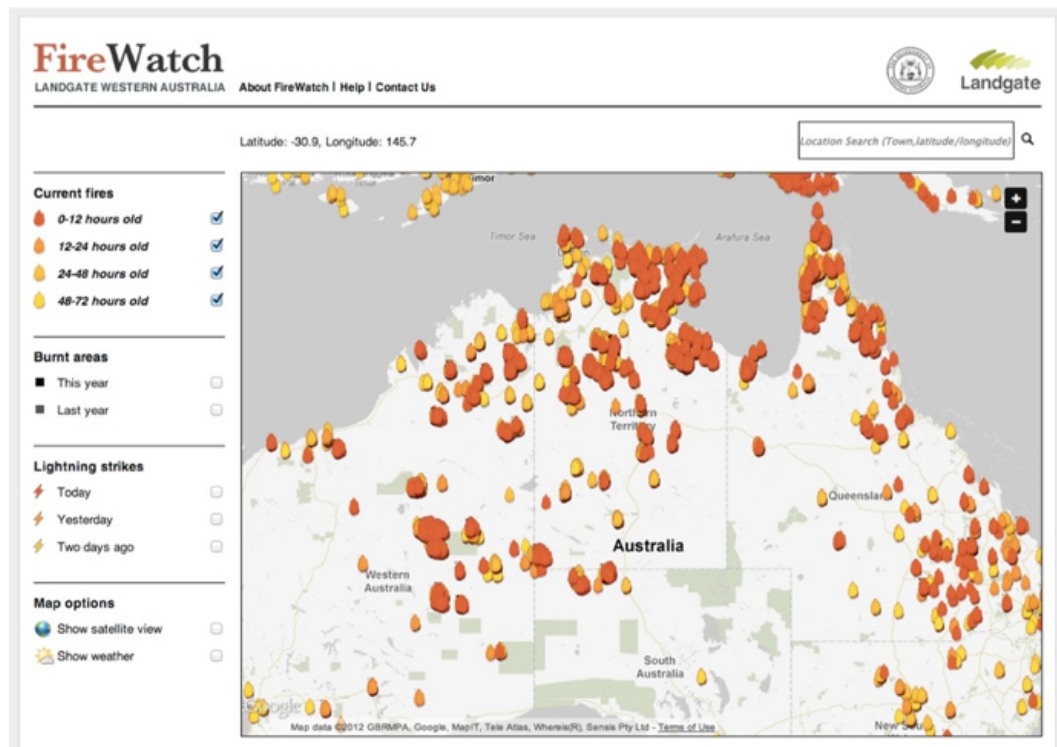 FireWatch
LANDGATE WESTERN AUSTRALIA
About FireWatch | Help | Contact Us
Landgate
Latitude: -30.9, Longitude: 145.7
Location Search (Town,latitude/longitude)
Current fires
0-12 hours old
12-24 hours old
24-48 hours old
48-72 hours old
Burnt areas
This year
Last year
Lightning strikes
Today
Yesterday
Two days ago
Map options
Show satellite view
Show weather
+
-
Timor Sea
Arafura Sea
Northern
Territory
Queensland
Australia
Western
Australia
South
Australia
Google
Map data ©2012 GBRMPA, Google, MapIT, Tele Atlas, Whereis(R), Sensis Pty Ltd - Terms of Use